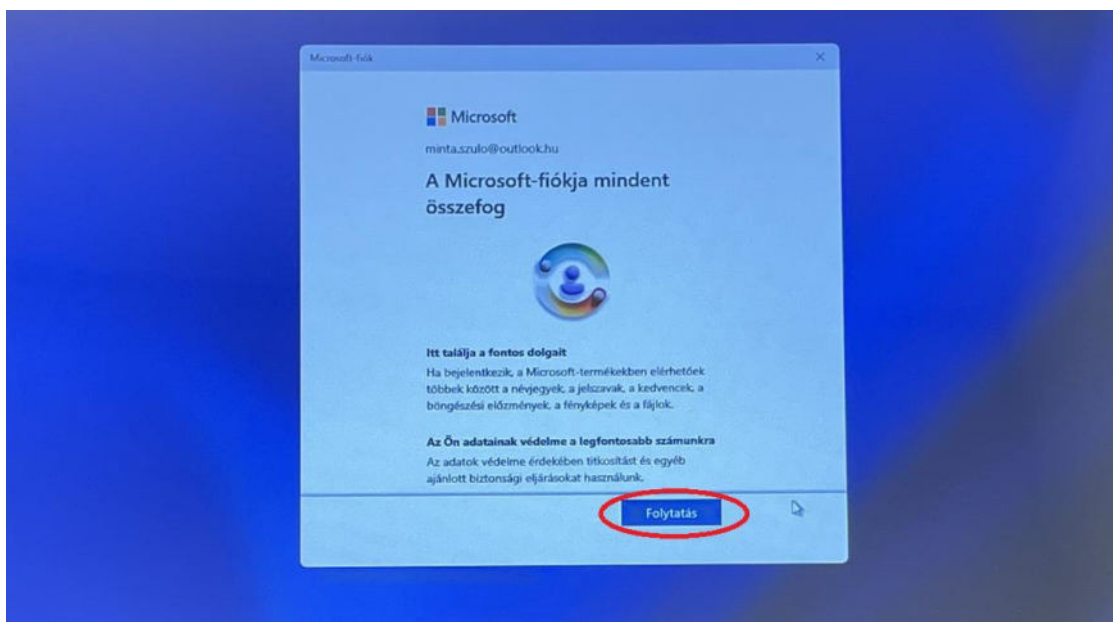 Microsoft-fiók
Microsoft
minta.szulo@outlook.hu
A Microsoft-fiókja mindent
összefog
Itt találja a fontos dolgait
Ha bejelentkezik, a Microsoft-termékekben elérhetőek
többek között a névjegyek, a jelszavak, a kedvencek, a
böngészési előzmények, a fényképek és a fájlok.
Az Ön adatainak védelme a legfontosabb számunkra
Az adatok védelme érdekében titkosítást és egyéb
ajánlott biztonsági eljárásokat használunk.
Folytatás